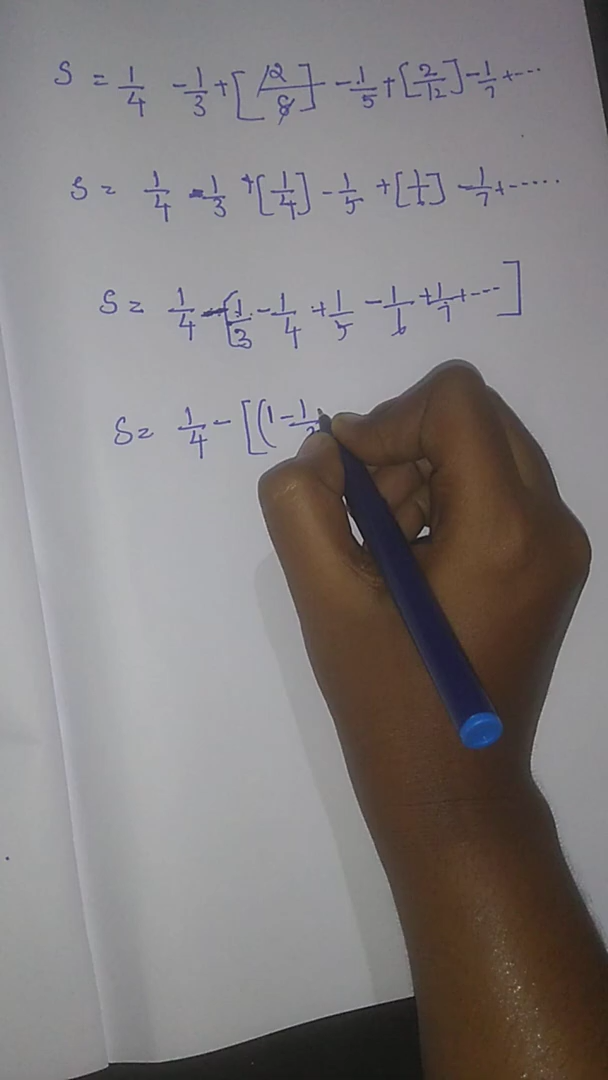 S = 1/4 - 1/3 + [12/8] - 1/5 + [2/12] - 1/7 + ...
S = 1/4 - 1/3 + [1/4] - 1/5 + [1/6] - 1/7 + .....
S = 1/4 - [1/3 - 1/4 + 1/5 - 1/6 + 1/7 + ...]
S = 1/4 - [(1 - 1/